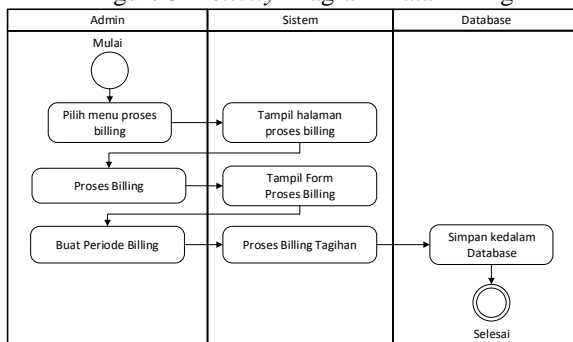 Admin
Sistem
Database
Mulai
Pilih menu proses
billing
Tampil halaman
proses billing
Proses Billing
Tampil Form
Proses Billing
Buat Periode Billing
Proses Billing Tagihan
Simpan kedalam
Database
Selesai